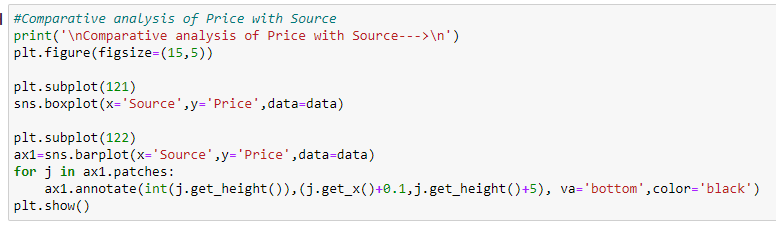 #Comparative analysis of Price with Source
print('\nComparative analysis of Price with Source--->\n')
plt.figure(figsize=(15,5))
plt.subplot(121)
sns.boxplot(x='Source',y='Price',data=data)
plt.subplot(122)
ax1=sns.barplot(x='Source',y='Price',data=data)
for j in ax1.patches:
    ax1.annotate(int(j.get_height()),(j.get_x()+0.1,j.get_height()+5), va='bottom',color='black')
plt.show()